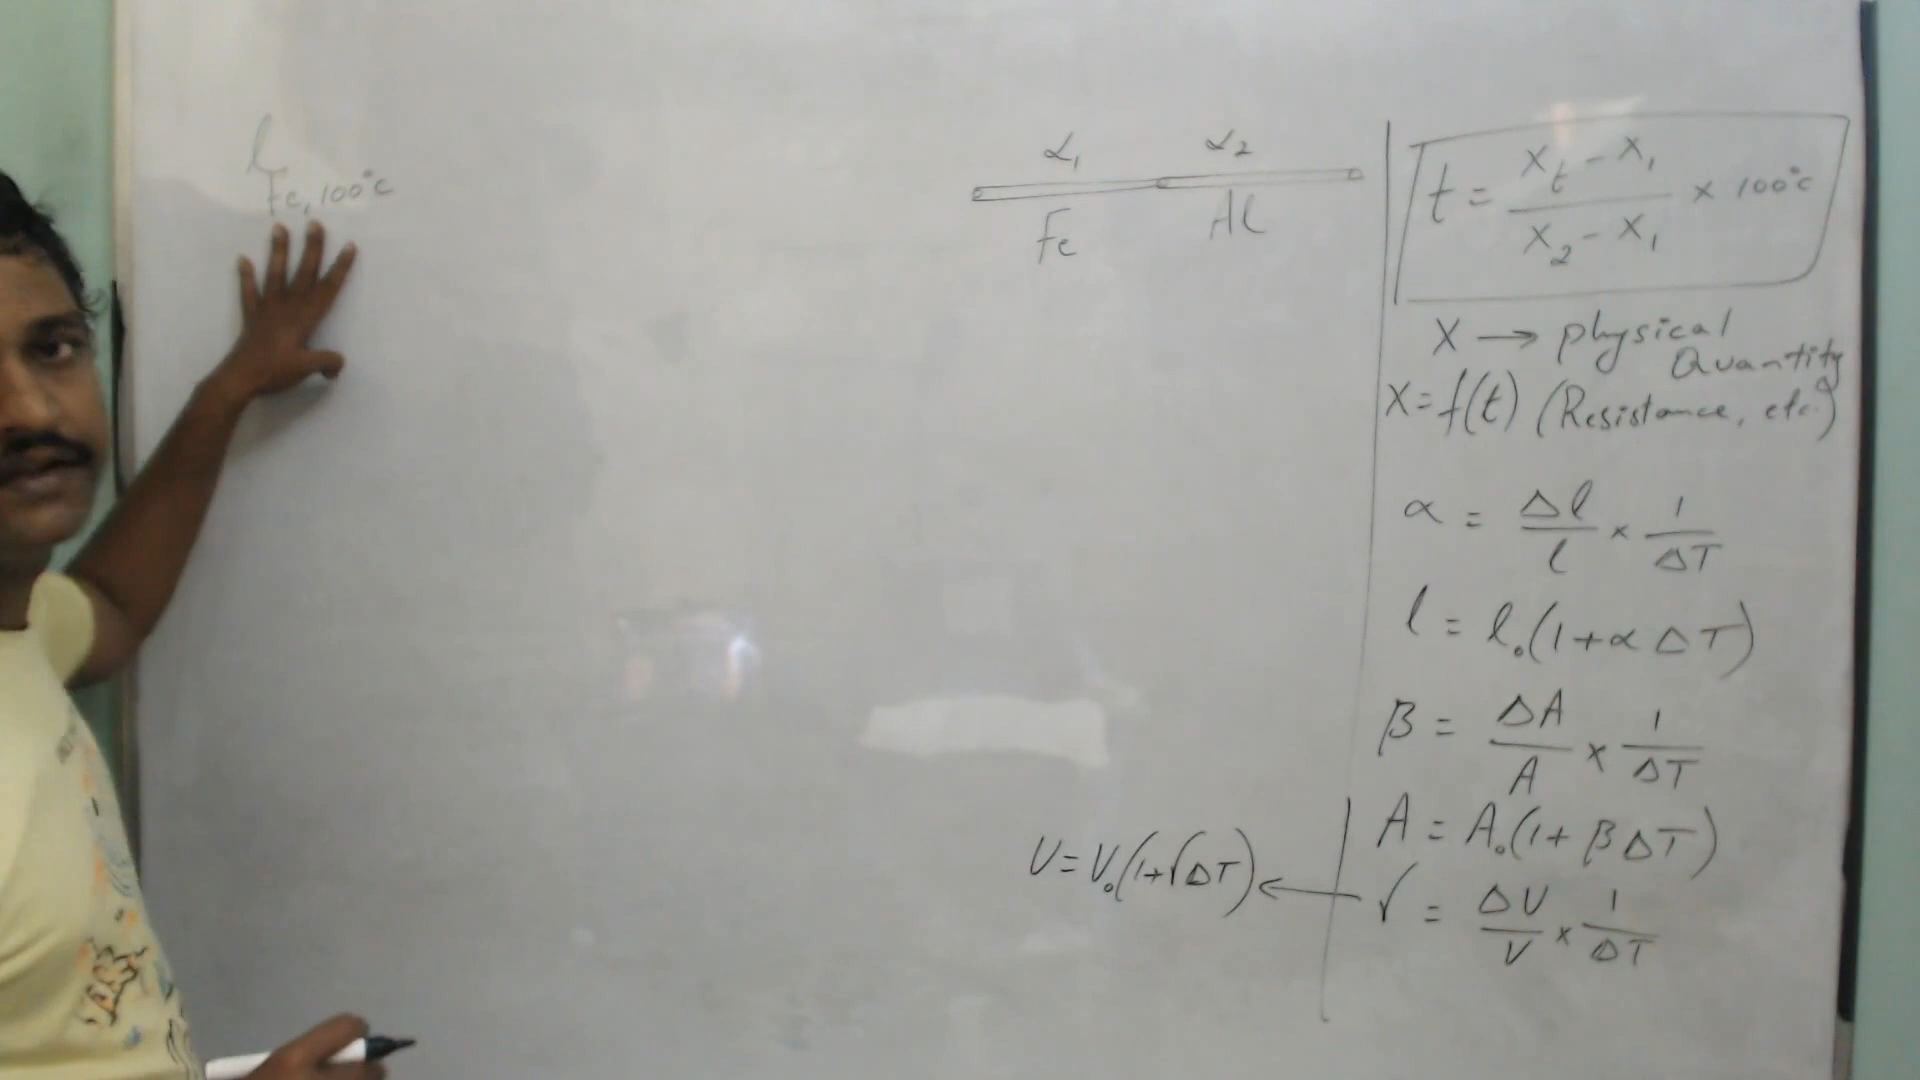 l Fe, 100°C
α₁ α₂
Fe Al
t = (X_t - X₁)/(X₂ - X₁) × 100°C
X → physical
Quantity
X = f(t) (Resistance, etc.)
α = Δl/l × 1/ΔT
l = l₀(1 + α ΔT)
β = ΔA/A × 1/ΔT
A = A₀(1 + β ΔT)
V = V₀(1 + γ ΔT) ← γ = ΔV/V × 1/ΔT